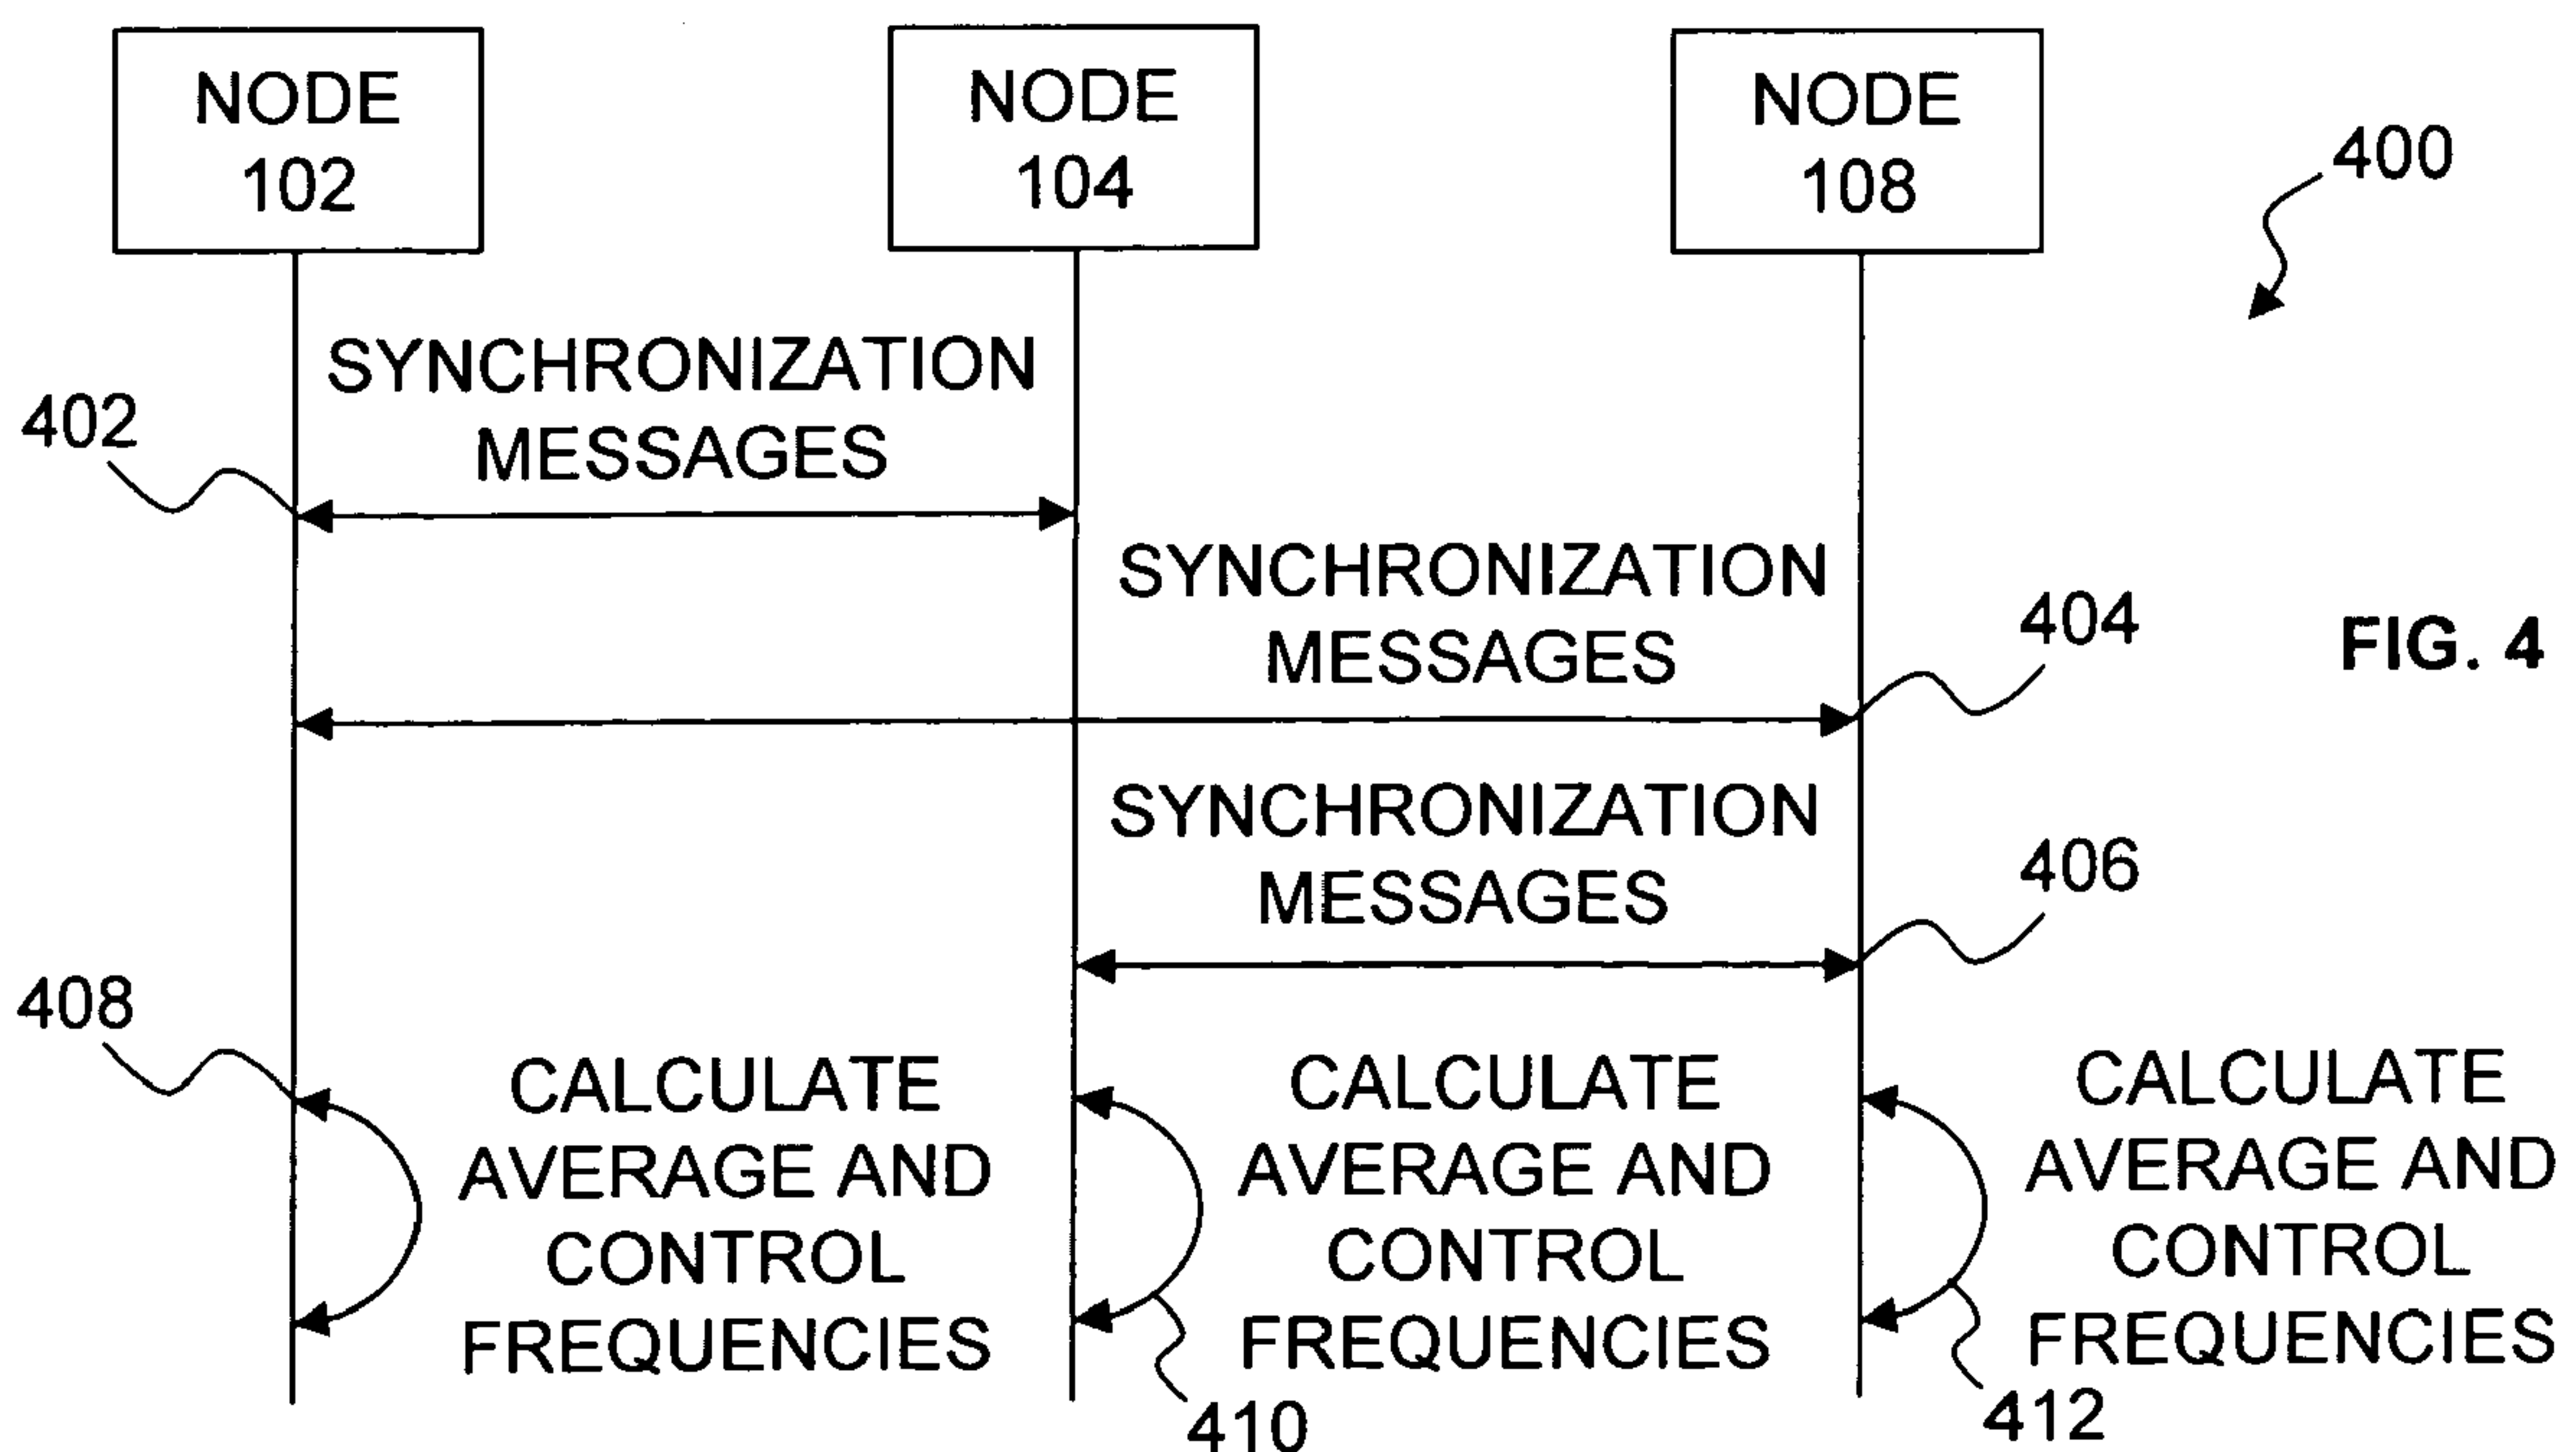 NODE
102
NODE
104
NODE
108
400
SYNCHRONIZATION
MESSAGES
402
SYNCHRONIZATION
MESSAGES
404
FIG. 4
SYNCHRONIZATION
MESSAGES
406
408
CALCULATE
AVERAGE AND
CONTROL
FREQUENCIES
CALCULATE
AVERAGE AND
CONTROL
FREQUENCIES
410
CALCULATE
AVERAGE AND
CONTROL
FREQUENCIES
412